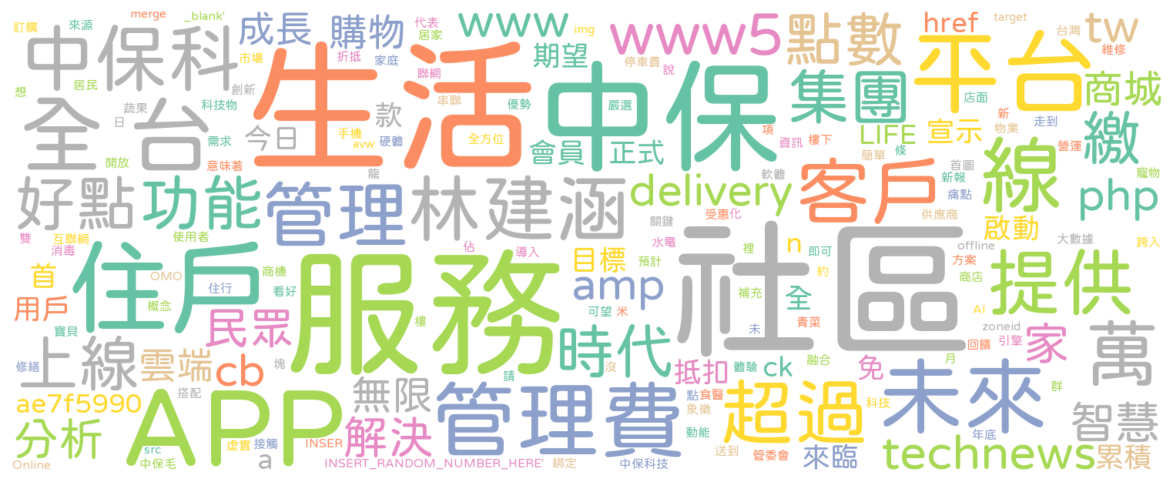 訂購 來源 merge _blank' 成長 購物 代表 居家 www img www5 點數 href target tw
中保科 市場 折抵 家庭 期望 停車費 說 台灣 維修
生活 中保 集團 平台 商城
想 居民 蔬果 創新 科技物 聯網 串聯 優勢 嚴選 店面
全台 日 今日 款 手機 avw 硬體 全方位 會員 正式 項 資訊 樓下 LIFE 宣示 新 物業 走到 繳
需求 開放 意味著 龍 軟體 簡單 條 營運
好點 功能 管理 林建涵 delivery 客戶 首圖 新報 痛點 線 寵物 php
關鍵 受惠 化 供應商 啟動
雙 互聯網 消毒 使用者 佔 導入 水電 預計 裡 n 即可 offline 大數據 跨入
住戶 服務 社區 提供
首 OMO 商機 看好 目標 商店 方案
用戶 概念 住行 amp 可望 米 補充 約 全 青菜 AI
寶貝 民眾 樓 時代 未 zoneid 引擎 家 萬
修繕 上線 雲端 塊 cb 請 沒 抵扣 體驗 ck 融合 免 回饋 月
ae7f5990 搭配 無限 點 食醫 象徵 科技 未來 群 智慧
APP 管理費 超過
分析 虛實 接觸 INSER 解決 動能 年底
src a 送到 管委會 來臨 technews 累積
Online 中保毛 INSERT_RANDOM_NUMBER_HERE' 綁定 中保科技